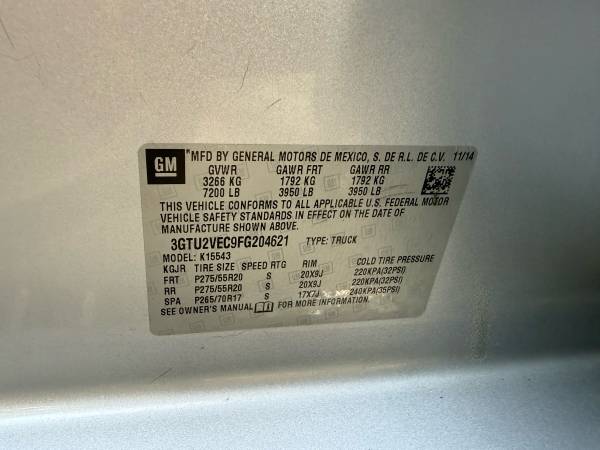 GM *MFD BY GENERAL MOTORS DE MEXICO, S. DE R.L. DE C.V. 11/14
GVWR GAWR FRT GAWR RR
3266 KG 1792 KG 1792 KG
7200 LB 3950 LB 3950 LB
THIS VEHICLE CONFORMS TO ALL APPLICABLE U.S. FEDERAL MOTOR
VEHICLE SAFETY STANDARDS IN EFFECT ON THE DATE OF
MANUFACTURE SHOWN ABOVE.
3GTU2VEC9FG204621 TYPE: TRUCK
MODEL: K15543
KGJR TIRE SIZE SPEED RTG RIM COLD TIRE PRESSURE
FRT P275/55R20 S 20X9J 220KPA(32PSI)
RR P275/55R20 S 20X9J 220KPA(32PSI)
SPA P265/70R17 S 17X7J 240KPA(35PSI)
SEE OWNER'S MANUAL FOR MORE INFORMATION.